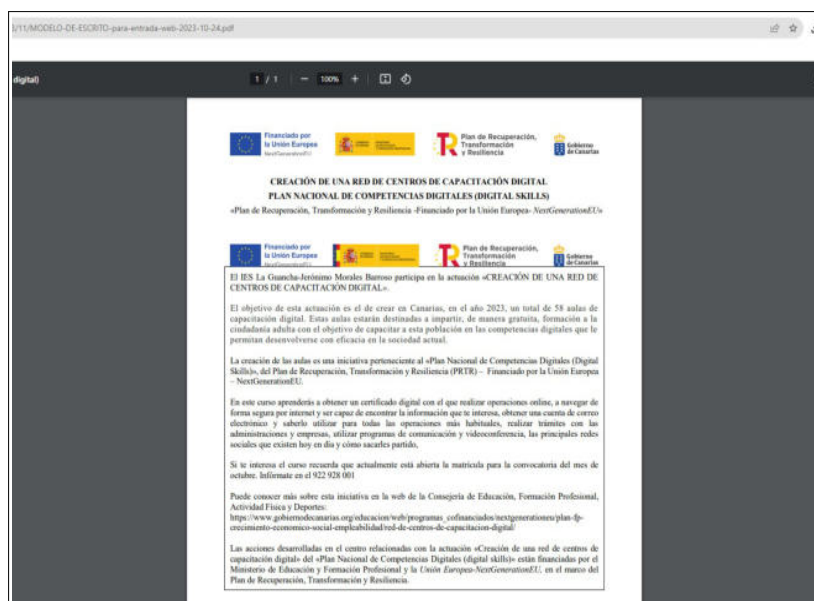 /11/MODELO-DE-ESCRITO-para-entrada-web-2023-10-24.pdf
digital)
1 / 1 — 100% +
Financiado por
la Unión Europea
NextGenerationEU
Plan de Recuperación,
Transformación
y Resiliencia
Gobierno
de Canarias
CREACIÓN DE UNA RED DE CENTROS DE CAPACITACIÓN DIGITAL
PLAN NACIONAL DE COMPETENCIAS DIGITALES (DIGITAL SKILLS)
«Plan de Recuperación, Transformación y Resiliencia -Financiado por la Unión Europea- NextGenerationEU»
Financiado por
la Unión Europea
NextGenerationEU
Plan de Recuperación,
Transformación
y Resiliencia
Gobierno
de Canarias
El IES La Guancha-Jerónimo Morales Barroso participa en la actuación «CREACIÓN DE UNA RED DE
CENTROS DE CAPACITACIÓN DIGITAL».
El objetivo de esta actuación es el de crear en Canarias, en el año 2023, un total de 58 aulas de
capacitación digital. Estas aulas estarán destinadas a impartir, de manera gratuita, formación a la
ciudadanía adulta con el objetivo de capacitar a esta población en las competencias digitales que le
permitan desenvolverse con eficacia en la sociedad actual.
La creación de las aulas es una iniciativa perteneciente al «Plan Nacional de Competencias Digitales (Digital
Skills)», del Plan de Recuperación, Transformación y Resiliencia (PRTR) – Financiado por la Unión Europea
– NextGenerationEU.
En este curso aprenderás a obtener un certificado digital con el que realizar operaciones online, a navegar de
forma segura por internet y ser capaz de encontrar la información que te interesa, obtener una cuenta de correo
electrónico y saberlo utilizar para todas las operaciones más habituales, realizar trámites con las
administraciones y empresas, utilizar programas de comunicación y videoconferencia, las principales redes
sociales que existen hoy en día y cómo sacarles partido,
Si te interesa el curso recuerda que actualmente está abierta la matrícula para la convocatoria del mes de
octubre. Infórmate en el 922 928 001
Puede conocer más sobre esta iniciativa en la web de la Consejería de Educación, Formación Profesional,
Actividad Física y Deportes:
https://www.gobiernodecanarias.org/educacion/web/programas_cofinanciados/nextgenerationeu/plan-fp-
crecimiento-economico-social-empleabilidad/red-de-centros-de-capacitacion-digital/
Las acciones desarrolladas en el centro relacionadas con la actuación «Creación de una red de centros de
capacitación digital» del «Plan Nacional de Competencias Digitales (digital skills)» están financiadas por el
Ministerio de Educación y Formación Profesional y la Unión Europea-NextGenerationEU, en el marco del
Plan de Recuperación, Transformación y Resiliencia.